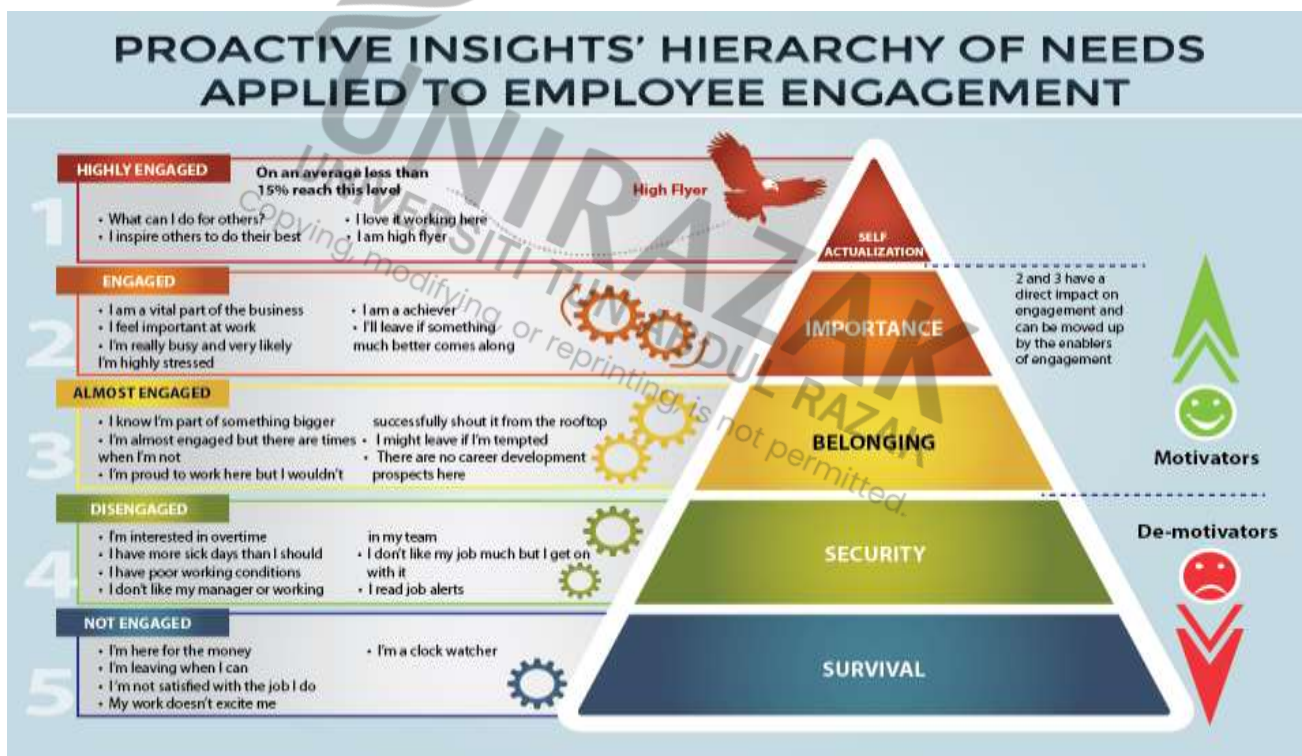 PROACTIVE INSIGHTS' HIERARCHY OF NEEDS
APPLIED TO EMPLOYEE ENGAGEMENT
1
HIGHLY ENGAGED
On an average less than
15% reach this level
• What can I do for others?
• I inspire others to do their best
• I love it working here
• I am high flyer
High Flyer
SELF
ACTUALIZATION
2
ENGAGED
• I am a vital part of the business
• I feel important at work
• I'm really busy and very likely
I'm highly stressed
• I am a achiever
• I'll leave if something
much better comes along
IMPORTANCE
2 and 3 have a
direct impact on
engagement and
can be moved up
by the enablers
of engagement
3
ALMOST ENGAGED
• I know I'm part of something bigger
• I'm almost engaged but there are times
when I'm not
• I'm proud to work here but I wouldn't
successfully shout it from the rooftop
• I might leave if I'm tempted
• There are no career development
prospects here
BELONGING
Motivators
4
DISENGAGED
• I'm interested in overtime
• I have more sick days than I should
• I have poor working conditions
• I don't like my manager or working
in my team
• I don't like my job much but I get on
with it
• I read job alerts
SECURITY
De-motivators
5
NOT ENGAGED
• I'm here for the money
• I'm leaving when I can
• I'm not satisfied with the job I do
• My work doesn't excite me
• I'm a clock watcher
SURVIVAL
UNIRAZAK
UNIVERSITI TUN ABDUL RAZAK
Copying, modifying, or reprinting, is not permitted.